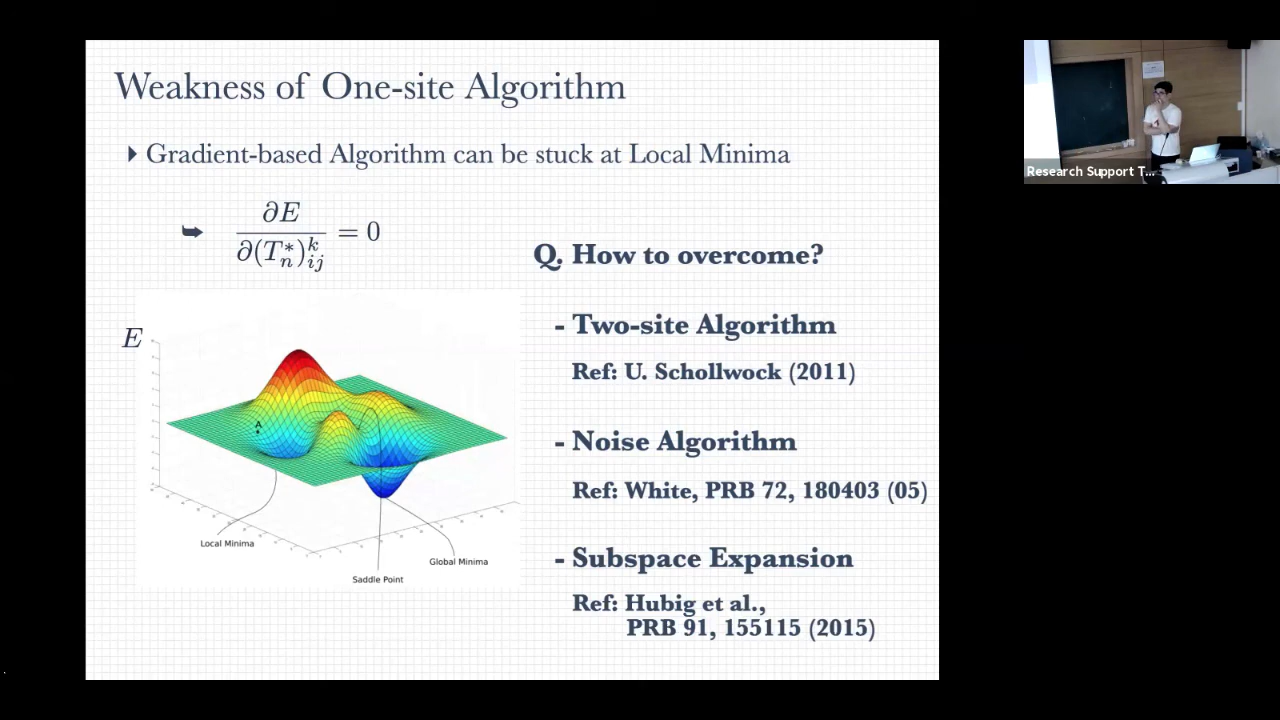 Weakness of One-site Algorithm
Gradient-based Algorithm can be stuck at Local Minima
∂E / ∂(T_n^*)_{ij}^k = 0
Q. How to overcome?
- Two-site Algorithm
Ref: U. Schollwock (2011)
- Noise Algorithm
Ref: White, PRB 72, 180403 (05)
- Subspace Expansion
Ref: Hubig et al.,
PRB 91, 155115 (2015)
E
A
Local Minima
Global Minima
Saddle Point
Research Support T...